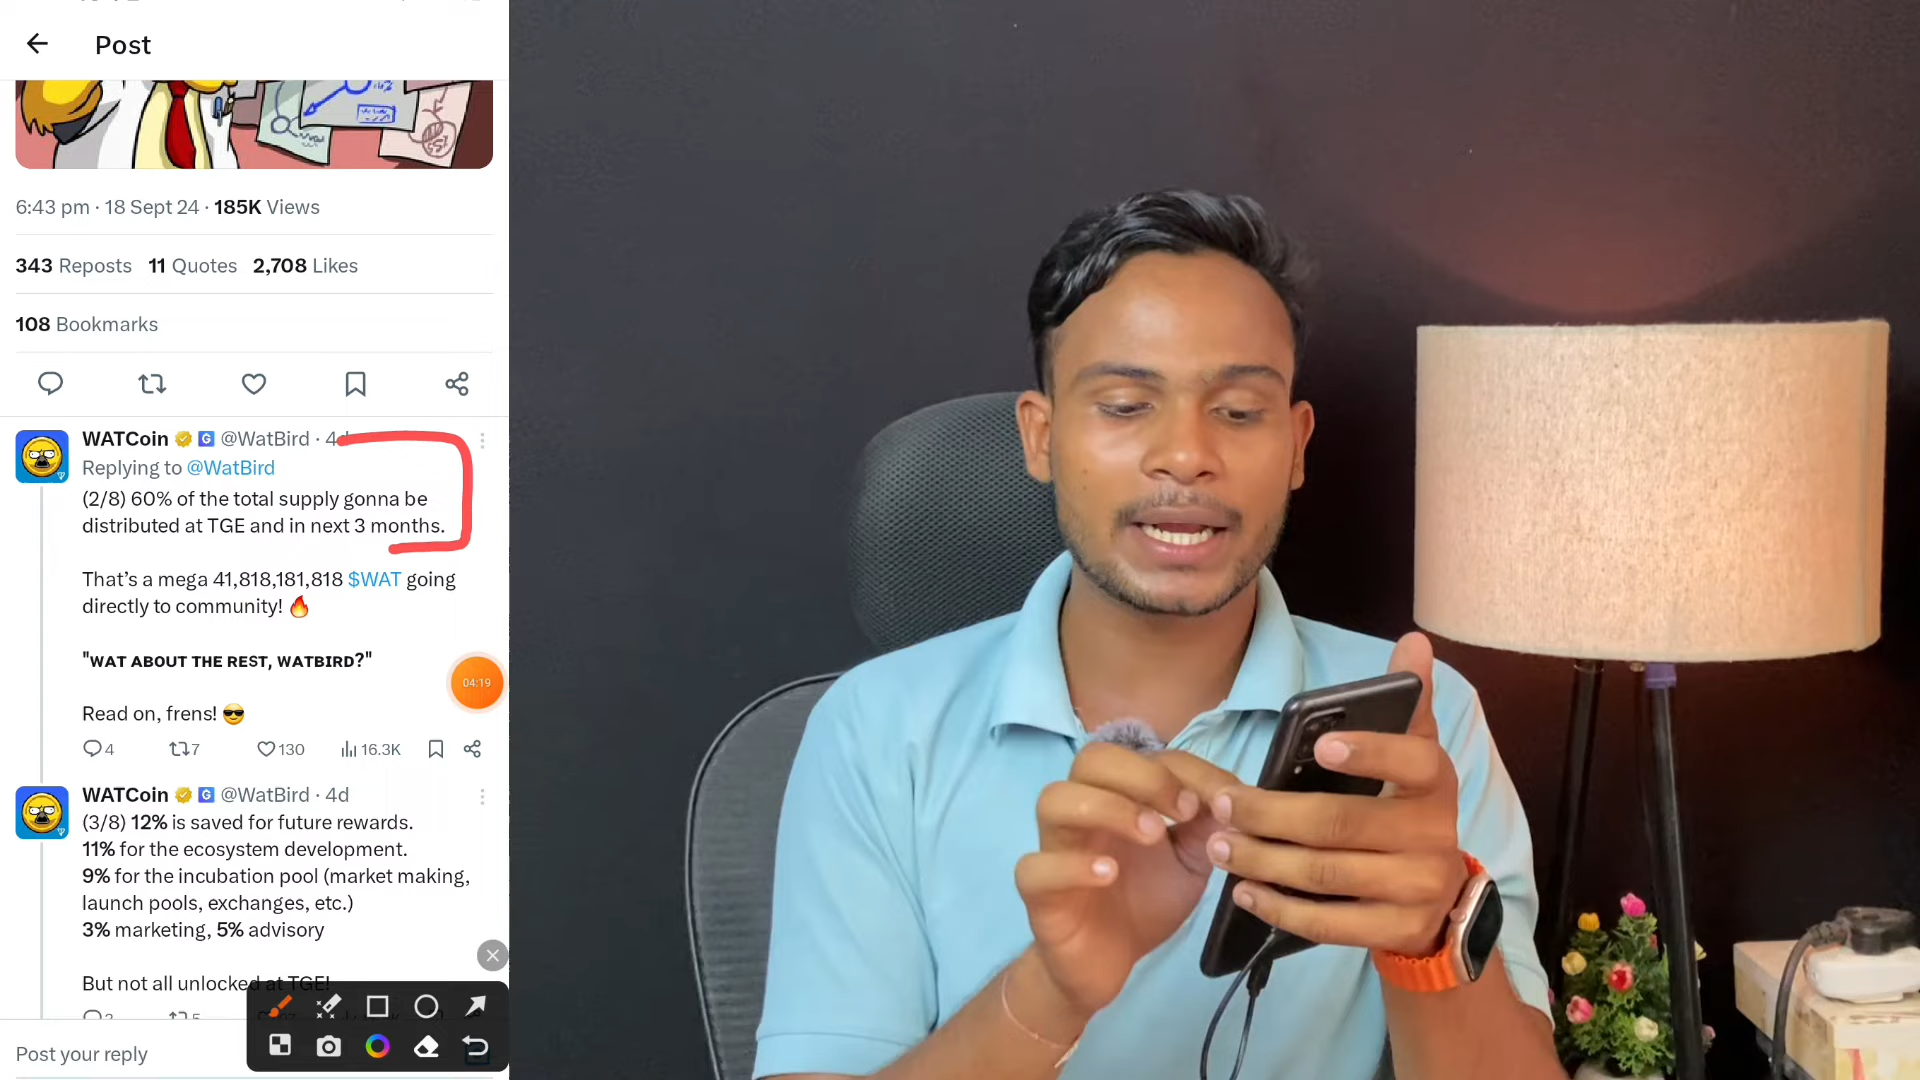 Post
6:43 pm · 18 Sept 24 · 185K Views
343 Reposts 11 Quotes 2,708 Likes
108 Bookmarks
WATCoin @WatBird · 4d
Replying to @WatBird
(2/8) 60% of the total supply gonna be
distributed at TGE and in next 3 months.
That's a mega 41,818,181,818 $WAT going
directly to community! 🔥
"WAT ABOUT THE REST, WATBIRD?"
04:19
Read on, frens! 😎
4 7 130 16.3K
WATCoin @WatBird · 4d
(3/8) 12% is saved for future rewards.
11% for the ecosystem development.
9% for the incubation pool (market making,
launch pools, exchanges, etc.)
3% marketing, 5% advisory
But not all unlocked at TGE!
Post your reply